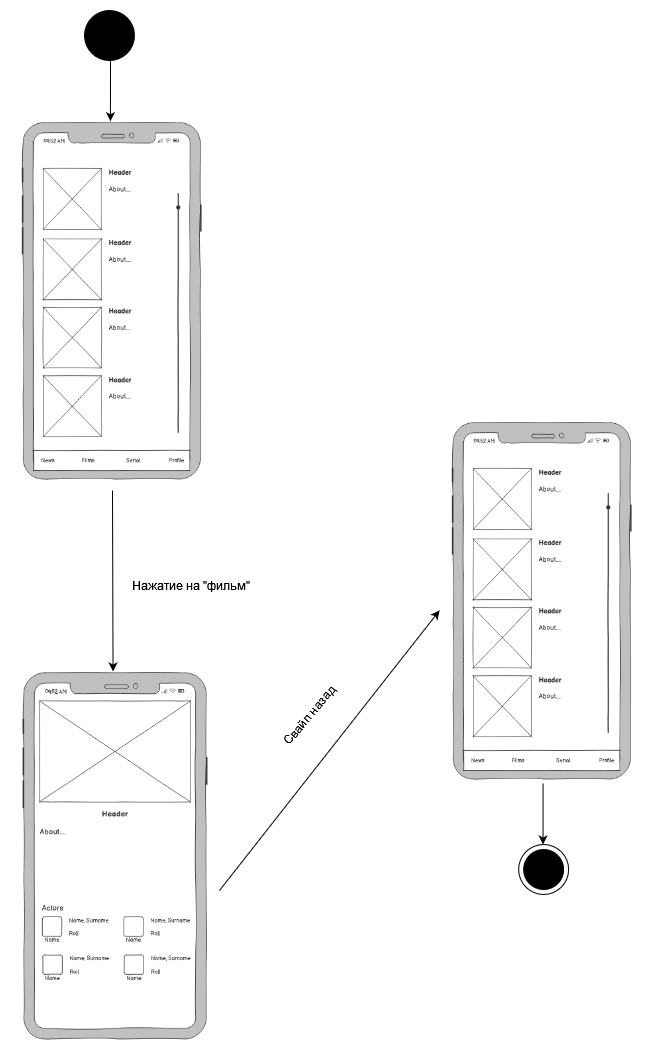 09:52 AM
Header
About...
Header
About...
Header
About...
Header
About...
News Films Serial Profile
Нажатие на "фильм"
09:52 AM
Header
About...
Actors
Name, Surname
Roll
Name
Name, Surname
Roll
Name
Name, Surname
Roll
Name
Name, Surname
Roll
Name
Свайп назад
09:52 AM
Header
About...
Header
About...
Header
About...
Header
About...
News Films Serial Profile